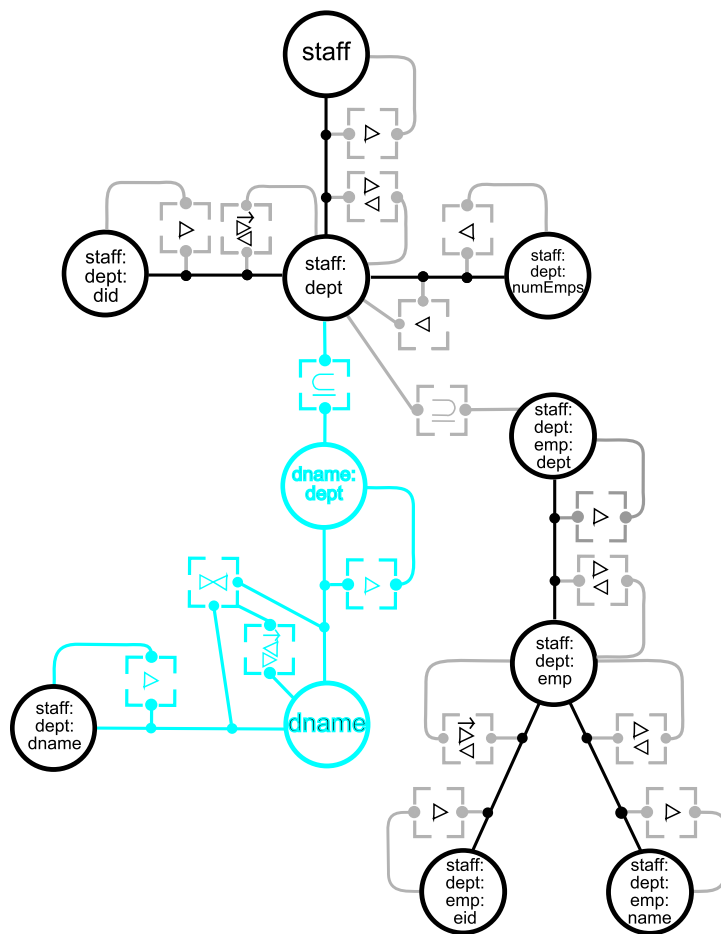 staff
staff:
dept:
did
staff:
dept
staff:
dept:
numEmps
staff:
dept:
emp:
dept
dname:
dept
staff:
dept:
emp
staff:
dept:
dname
dname
staff:
dept:
emp:
eid
staff:
dept:
emp:
name